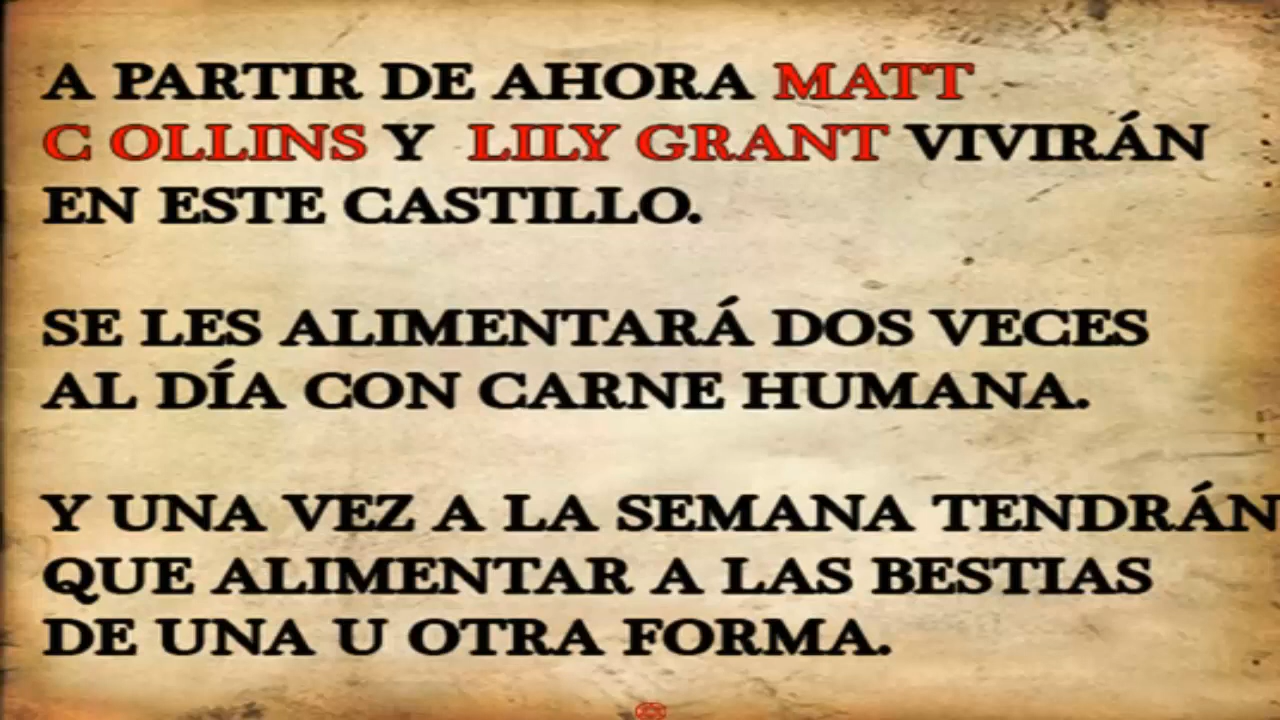 A PARTIR DE AHORA MATT
C OLLINS Y LILY GRANT VIVIRÁN
EN ESTE CASTILLO.
SE LES ALIMENTARÁ DOS VECES
AL DÍA CON CARNE HUMANA.
Y UNA VEZ A LA SEMANA TENDRÁN
QUE ALIMENTAR A LAS BESTIAS
DE UNA U OTRA FORMA.